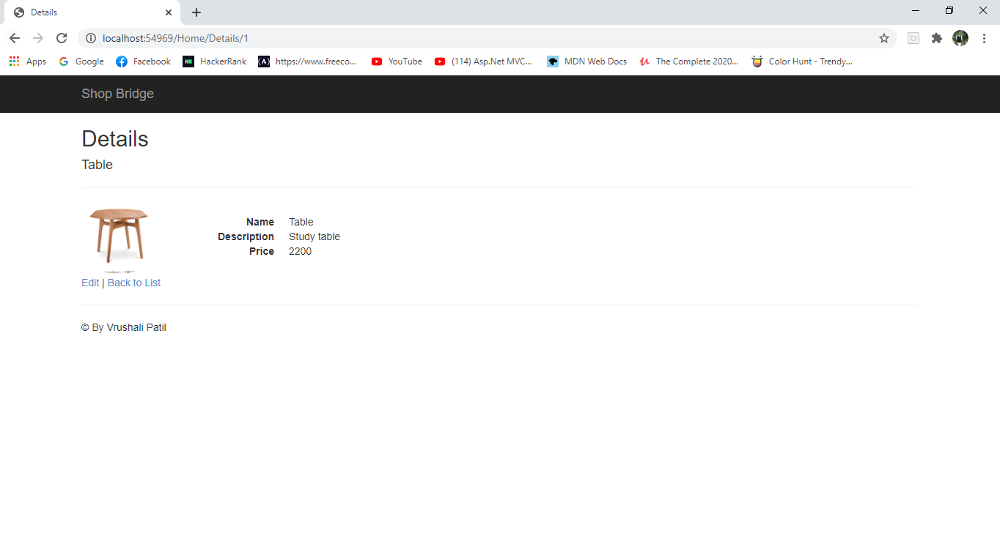 Details
localhost:54969/Home/Details/1
Apps Google Facebook HackerRank https://www.freeco... YouTube (114) Asp.Net MVC... MDN Web Docs The Complete 2020... Color Hunt - Trendy...
Shop Bridge
Details
Table
Name Table
Description Study table
Price 2200
Edit | Back to List
© By Vrushali Patil